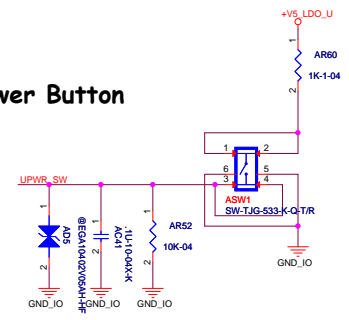 +V5_LDO_U
1
AR60
1K-1-04
2
wer Button
1
2
6
5
3
4
UPWR_SW
ASW1
SW-TJG-533-K-Q-T/R
1
AD5
@EGA10402V05AH-HF
2
1
AC41
.1U-10-04X-K
2
1
AR52
10K-04
2
GND_IO
GND_IO
GND_IO
GND_IO